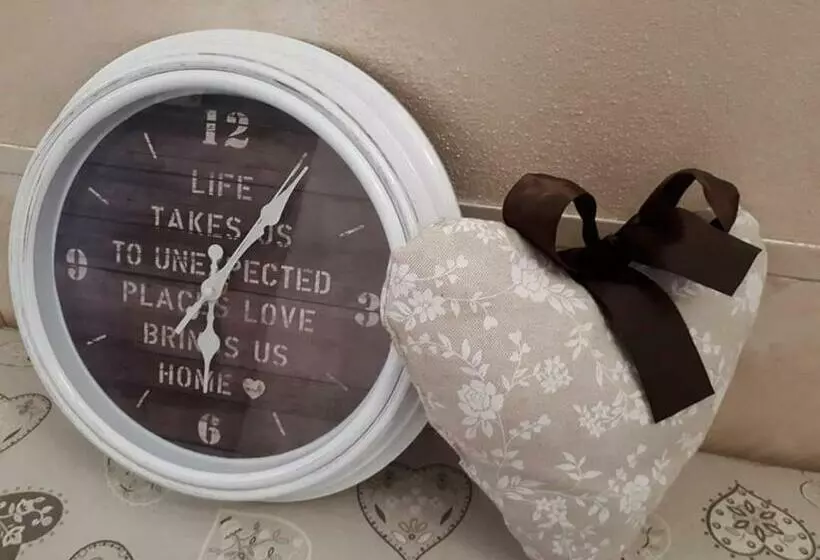 12
LIFE
TAKES US
TO UNEXPECTED
9
PLACES LOVE
3
BRINGS US
HOME
6